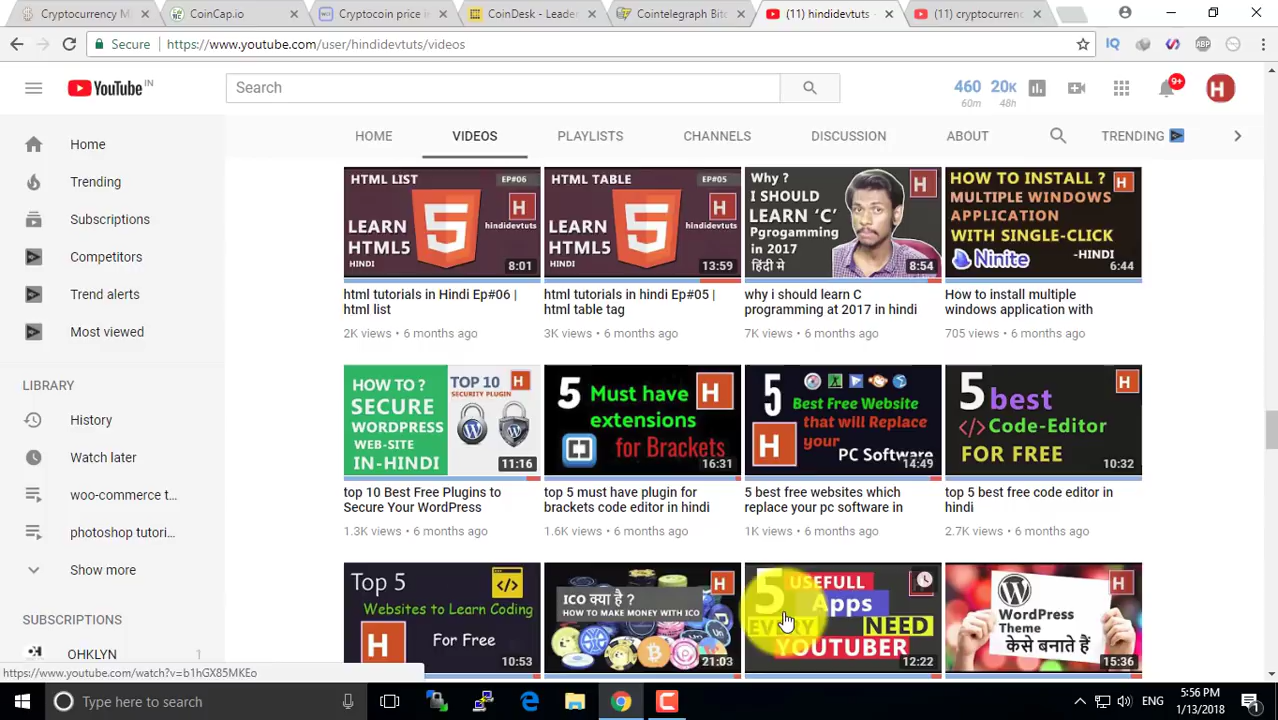 Cryptocurrency M
CoinCap.io
Cryptocoin price in
CoinDesk - Leade
Cointelegraph Bit
(11) hindidevtuts -
(11) cryptocurrenc
Secure
https://www.youtube.com/user/hindidevtuts/videos
IQ
ABP
YouTube IN
Search
460
60m
20K
48h
9+
H
HOME
VIDEOS
PLAYLISTS
CHANNELS
DISCUSSION
ABOUT
TRENDING
Home
Trending
Subscriptions
Competitors
Trend alerts
Most viewed
LIBRARY
History
Watch later
woo-commerce t...
photoshop tutori...
Show more
SUBSCRIPTIONS
OHKLYN
1
HTML LIST
EP#06
H
hindidevtuts
LEARN
HTML5
HINDI
5
8:01
html tutorials in Hindi Ep#06 |
html list
2K views • 6 months ago
HTML TABLE
EP#05
H
hindidevtuts
LEARN
HTML5
HINDI
5
13:59
html tutorials in hindi Ep#05 |
html table tag
3K views • 6 months ago
Why ?
I SHOULD
LEARN ‘C’
Pgrogamming
in 2017
हिंदी मे
H
8:54
why i should learn C
programming at 2017 in hindi
7K views • 6 months ago
HOW TO INSTALL ?
MULTIPLE WINDOWS
APPLICATION
WITH SINGLE-CLICK
Ninite
-HINDI
H
6:44
How to install multiple
windows application with
705 views • 6 months ago
HOW TO ?
SECURE
WORDPRESS
WEB-SITE
IN-HINDI
TOP 10
SECURITY PLUGIN
H
11:16
top 10 Best Free Plugins to
Secure Your WordPress
1.3K views • 6 months ago
5 Must have
extensions
for Brackets
H
16:31
top 5 must have plugin for
brackets code editor in hindi
1.6K views • 6 months ago
5 Best Free Website
that will Replace
your
PC Software
H
14:49
5 best free websites which
replace your pc software in
1K views • 6 months ago
5 best
</> Code-Editor
FOR FREE
H
10:32
top 5 best free code editor in
hindi
2.7K views • 6 months ago
Top 5
</>
Websites to Learn Coding
For Free
H
10:53
ICO क्या है ?
HOW TO MAKE MONEY WITH ICO
H
21:03
5 USEFULL
Apps
EVERY NEED
YOUTUBER
12:22
WordPress
Theme
कैसे बनाते हैं
H
15:36
https://www.youtube.com/watch?v=b1hGX85MKEo
Type here to search
ENG
5:56 PM
1/13/2018
1